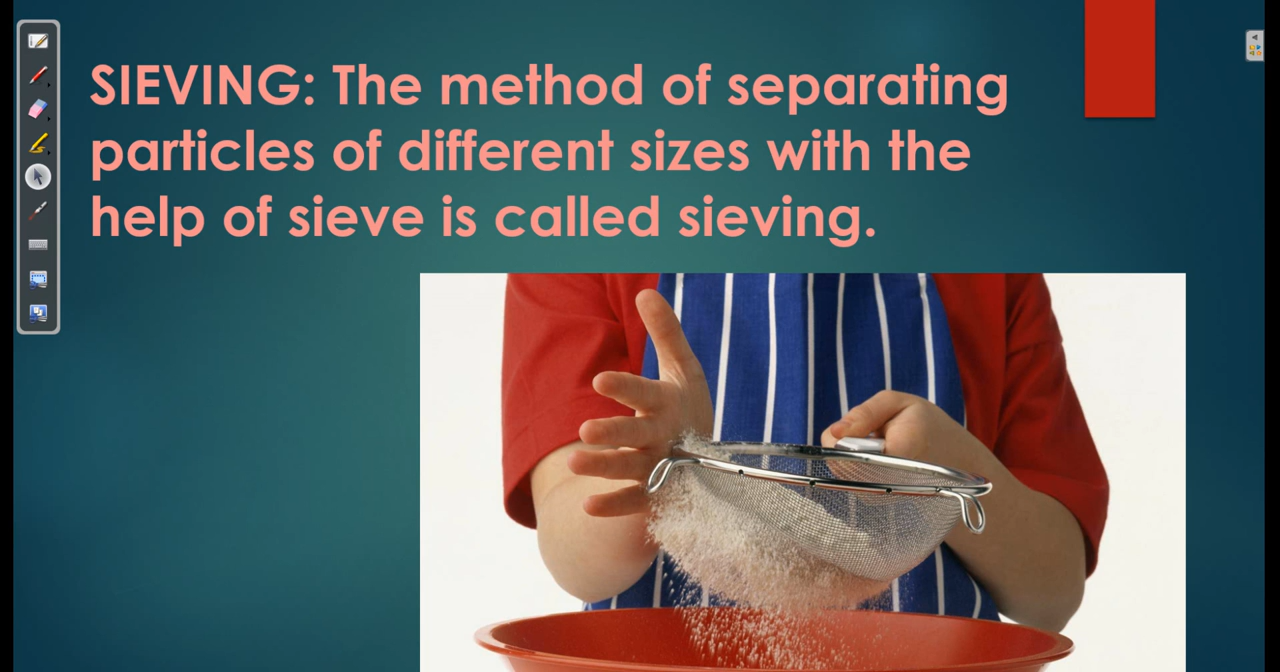 SIEVING: The method of separating
particles of different sizes with the
help of sieve is called sieving.